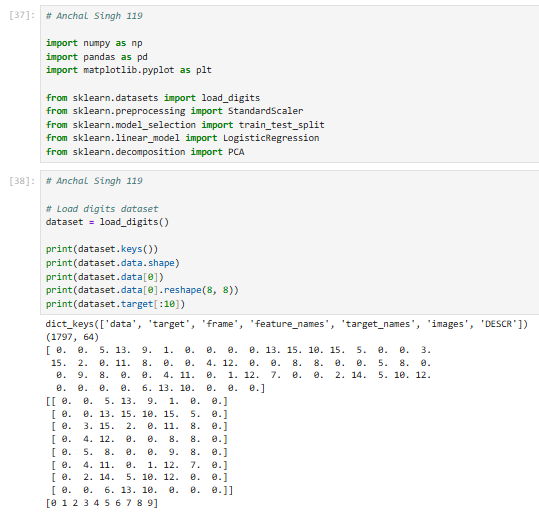 [37]: # Anchal Singh 119
import numpy as np
import pandas as pd
import matplotlib.pyplot as plt
from sklearn.datasets import load_digits
from sklearn.preprocessing import StandardScaler
from sklearn.model_selection import train_test_split
from sklearn.linear_model import LogisticRegression
from sklearn.decomposition import PCA
[38]: # Anchal Singh 119
# Load digits dataset
dataset = load_digits()
print(dataset.keys())
print(dataset.data.shape)
print(dataset.data[0])
print(dataset.data[0].reshape(8, 8))
print(dataset.target[:10])
dict_keys(['data', 'target', 'frame', 'feature_names', 'target_names', 'images', 'DESCR'])
(1797, 64)
[ 0.  0.  5. 13.  9.  1.  0.  0.  0.  0. 13. 15. 10. 15.  5.  0.  0.  3.
 15.  2.  0. 11.  8.  0.  0.  4. 12.  0.  0.  8.  8.  0.  0.  5.  8.  0.
  0.  9.  8.  0.  0.  4. 11.  0.  1. 12.  7.  0.  0.  2. 14.  5. 10. 12.
  0.  0.  0.  0.  6. 13. 10.  0.  0.  0.]
[[ 0.  0.  5. 13.  9.  1.  0.  0.]
 [ 0.  0. 13. 15. 10. 15.  5.  0.]
 [ 0.  3. 15.  2.  0. 11.  8.  0.]
 [ 0.  4. 12.  0.  0.  8.  8.  0.]
 [ 0.  5.  8.  0.  0.  9.  8.  0.]
 [ 0.  4. 11.  0.  1. 12.  7.  0.]
 [ 0.  2. 14.  5. 10. 12.  0.  0.]
 [ 0.  0.  6. 13. 10.  0.  0.  0.]]
[0 1 2 3 4 5 6 7 8 9]